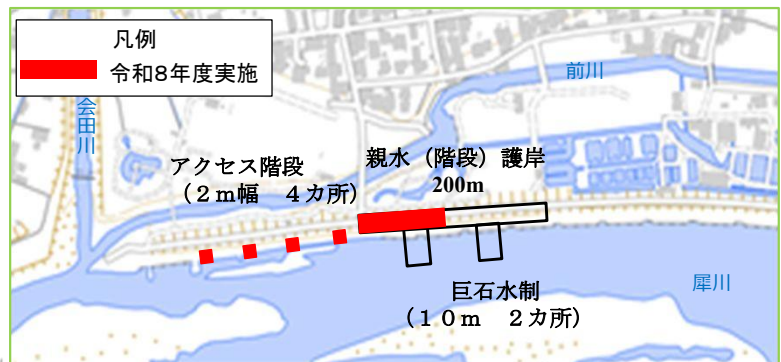 凡例
令和8年度実施
前川
会田川
アクセス階段
（２ｍ幅　４カ所）
親水（階段）護岸
200m
犀川
巨石水制
（１０ｍ　２カ所）